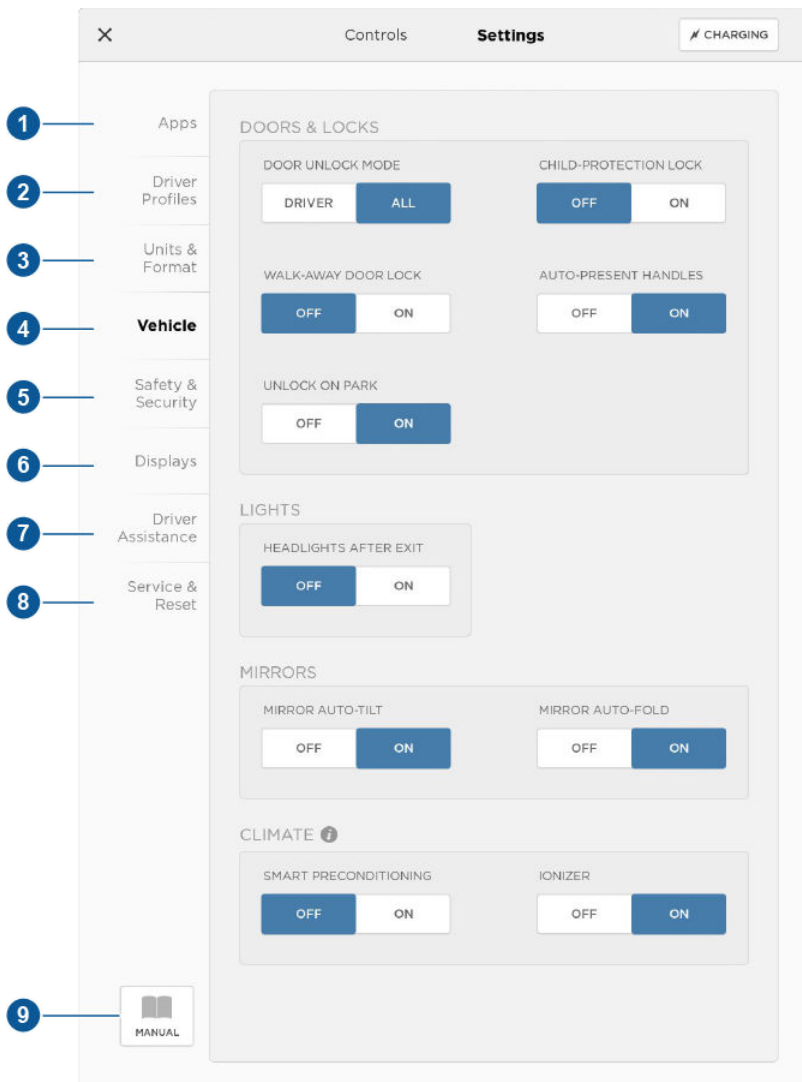 Controls Settings CHARGING
1 Apps
2 Driver
Profiles
3 Units &
Format
4 Vehicle
5 Safety &
Security
6 Displays
7 Driver
Assistance
8 Service &
Reset
9 MANUAL
DOORS & LOCKS
DOOR UNLOCK MODE CHILD-PROTECTION LOCK
DRIVER ALL OFF ON
WALK-AWAY DOOR LOCK AUTO-PRESENT HANDLES
OFF ON OFF ON
UNLOCK ON PARK
OFF ON
LIGHTS
HEADLIGHTS AFTER EXIT
OFF ON
MIRRORS
MIRROR AUTO-TILT MIRROR AUTO-FOLD
OFF ON OFF ON
CLIMATE i
SMART PRECONDITIONING IONIZER
OFF ON OFF ON